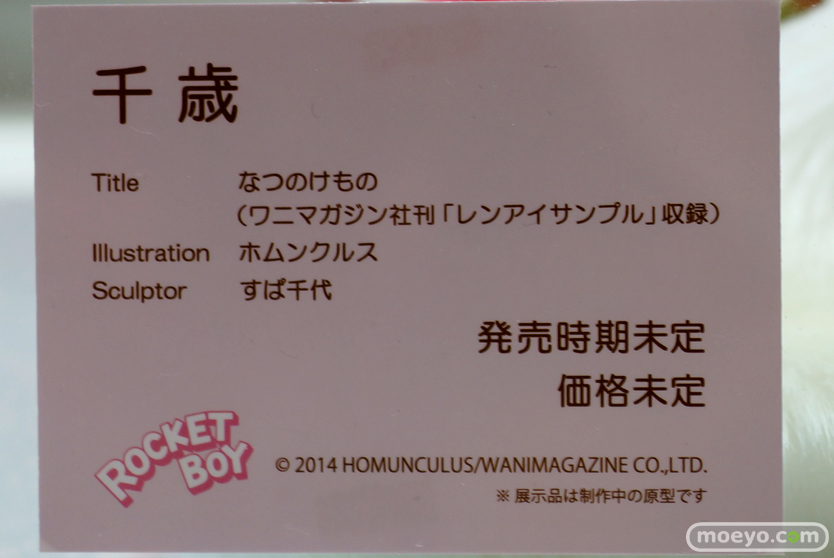 千歳
Title なつのけもの
(ワニマガジン社刊「レンアイサンプル」収録)
Illustration ホムンクルス
Sculptor すぱ千代
発売時期未定
価格未定
ROCKET BOY
© 2014 HOMUNCULUS/WANIMAGAZINE CO.,LTD.
※ 展示品は制作中の原型です
moeyo.com